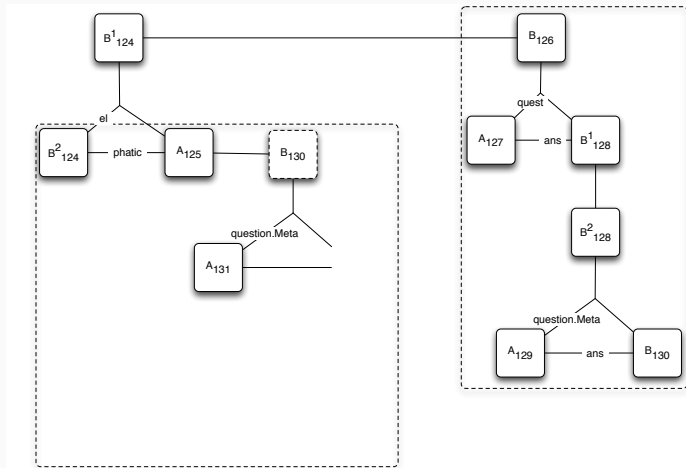 B¹124
B126
el
quest
B²124
phatic
A125
B130
A127
ans
B¹128
question.Meta
A131
B²128
question.Meta
A129
ans
B130